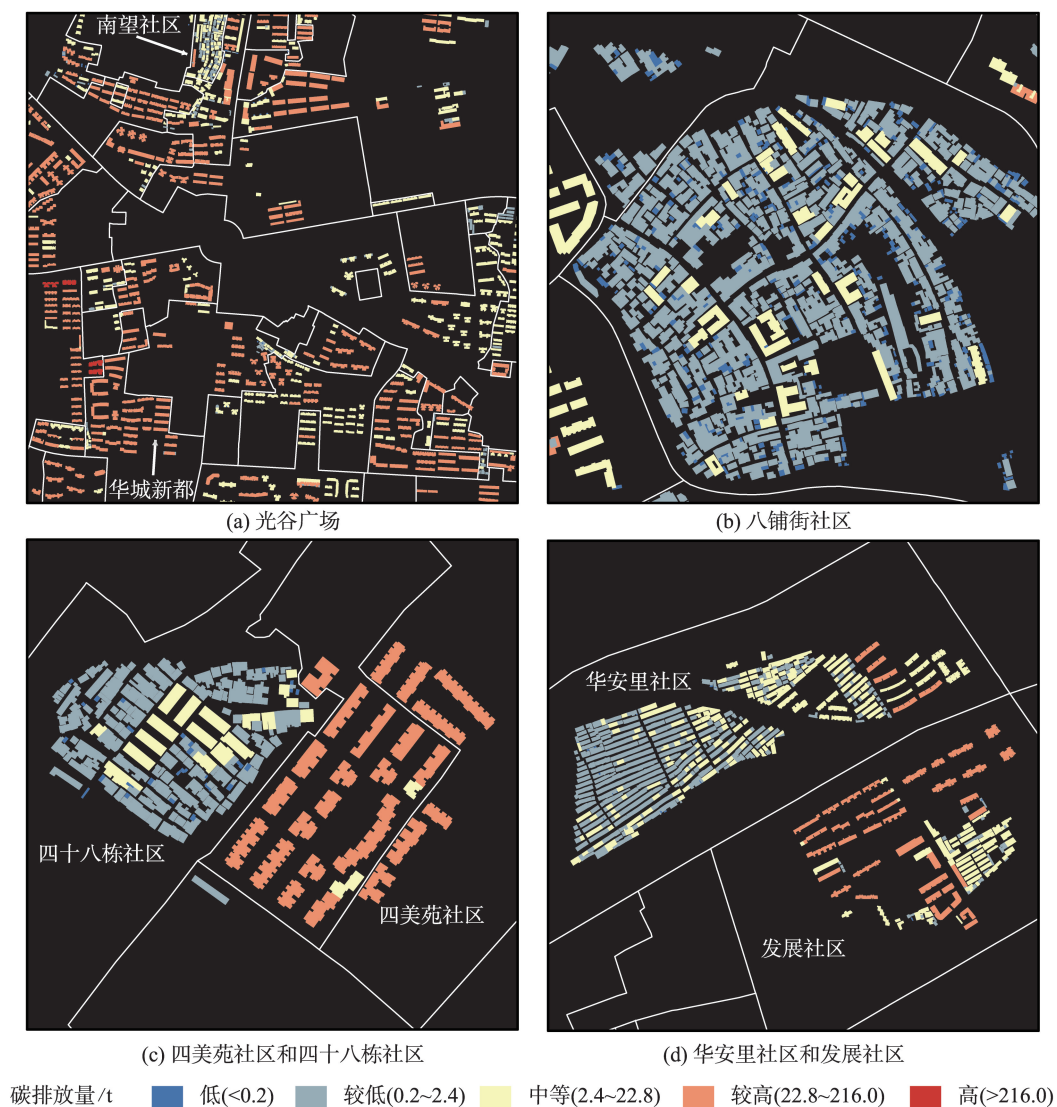 南望社区
华城新都
(a) 光谷广场
(b) 八铺街社区
四十八栋社区
四美苑社区
华安里社区
发展社区
(c) 四美苑社区和四十八栋社区
(d) 华安里社区和发展社区
碳排放量/t 低(<0.2) 较低(0.2~2.4) 中等(2.4~22.8) 较高(22.8~216.0) 高(>216.0)